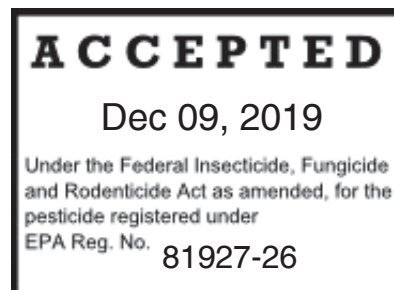 ACCEPTED
Dec 09, 2019
Under the Federal Insecticide, Fungicide
and Rodenticide Act as amended, for the
pesticide registered under
EPA Reg. No. 81927-26